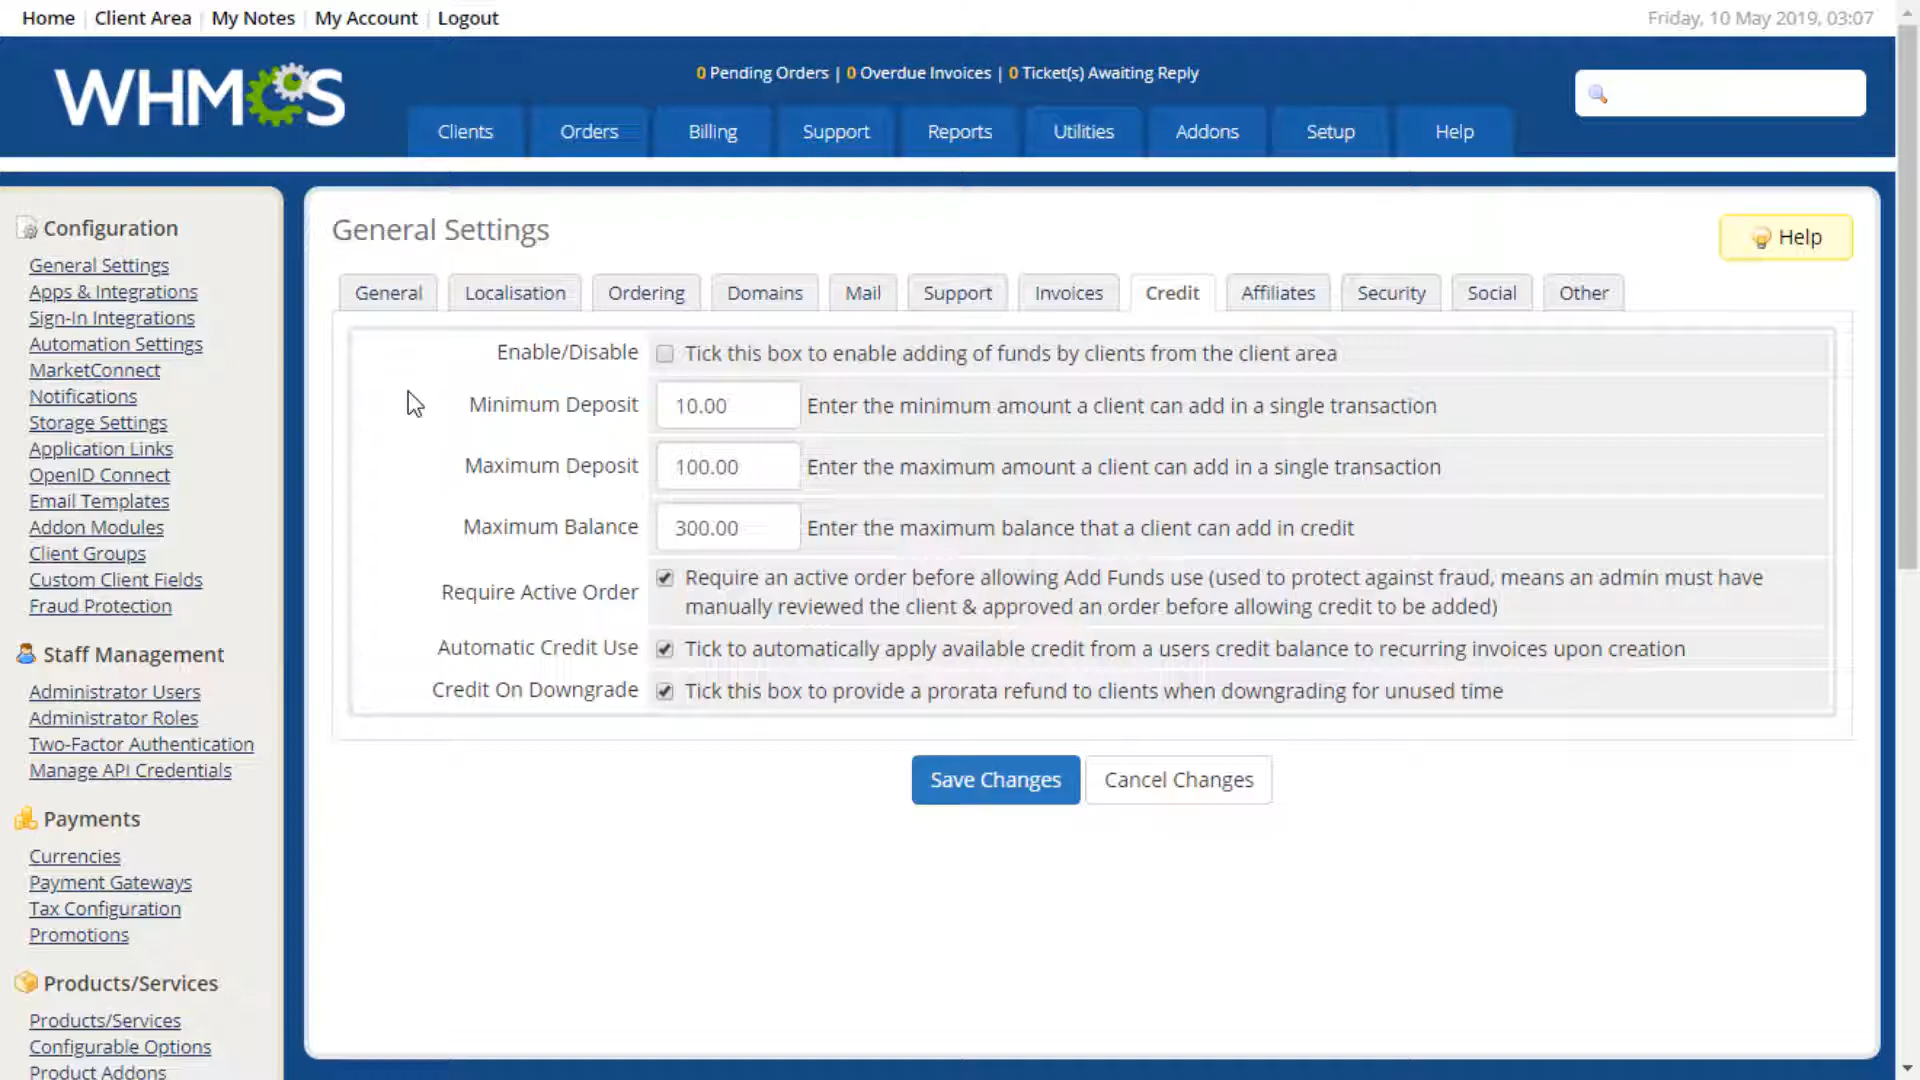 Home Client Area My Notes My Account Logout Friday, 10 May 2019, 03:07
0 Pending Orders | 0 Overdue Invoices | 0 Ticket(s) Awaiting Reply
WHMCS
Clients Orders Billing Support Reports Utilities Addons Setup Help
Configuration
General Settings
Apps & Integrations
Sign-In Integrations
Automation Settings
MarketConnect
Notifications
Storage Settings
Application Links
OpenID Connect
Email Templates
Addon Modules
Client Groups
Custom Client Fields
Fraud Protection
Staff Management
Administrator Users
Administrator Roles
Two-Factor Authentication
Manage API Credentials
Payments
Currencies
Payment Gateways
Tax Configuration
Promotions
Products/Services
Products/Services
Configurable Options
Product Addons
General Settings
Help
General Localisation Ordering Domains Mail Support Invoices Credit Affiliates Security Social Other
Enable/Disable Tick this box to enable adding of funds by clients from the client area
Minimum Deposit 10.00 Enter the minimum amount a client can add in a single transaction
Maximum Deposit 100.00 Enter the maximum amount a client can add in a single transaction
Maximum Balance 300.00 Enter the maximum balance that a client can add in credit
Require Active Order Require an active order before allowing Add Funds use (used to protect against fraud, means an admin must have
manually reviewed the client & approved an order before allowing credit to be added)
Automatic Credit Use Tick to automatically apply available credit from a users credit balance to recurring invoices upon creation
Credit On Downgrade Tick this box to provide a prorata refund to clients when downgrading for unused time
Save Changes Cancel Changes